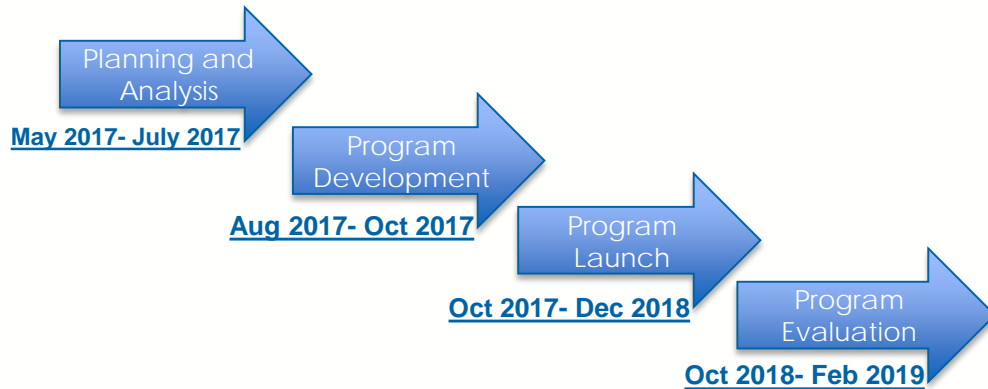 Planning and
Analysis
May 2017- July 2017
Program
Development
Aug 2017- Oct 2017
Program
Launch
Oct 2017- Dec 2018
Program
Evaluation
Oct 2018- Feb 2019